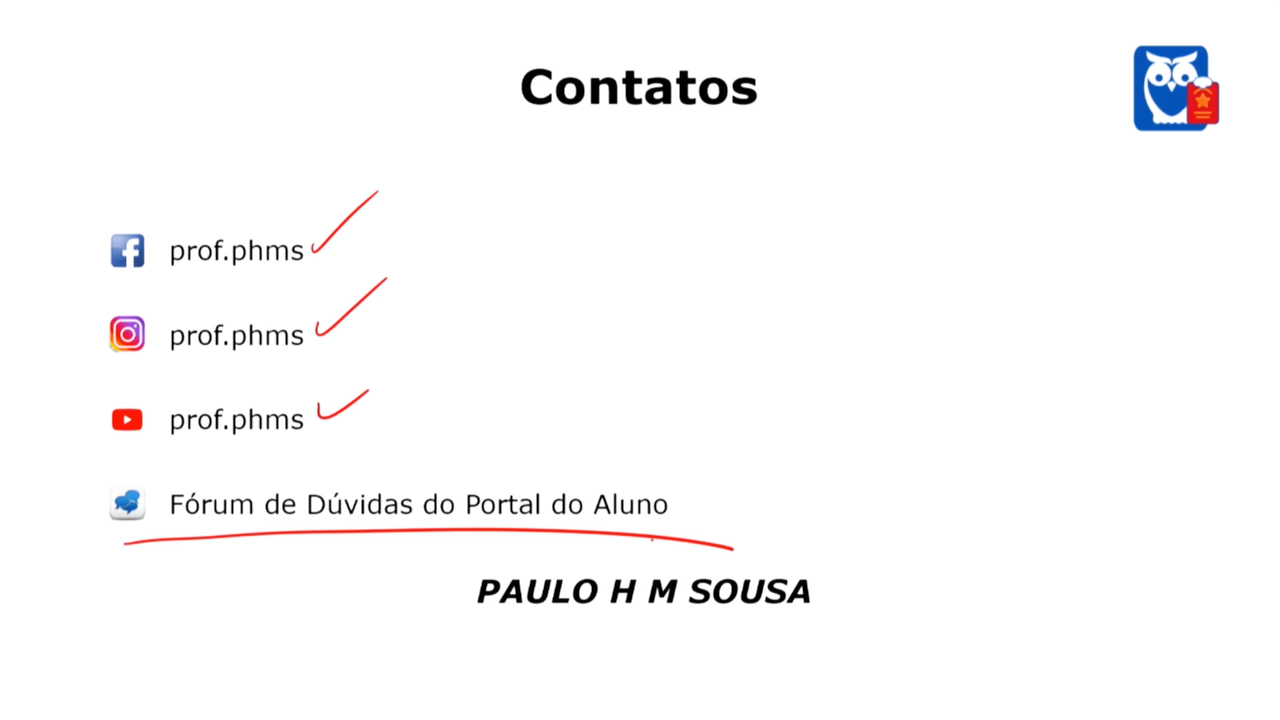 Contatos
prof.phms
prof.phms
prof.phms
Fórum de Dúvidas do Portal do Aluno
PAULO H M SOUSA